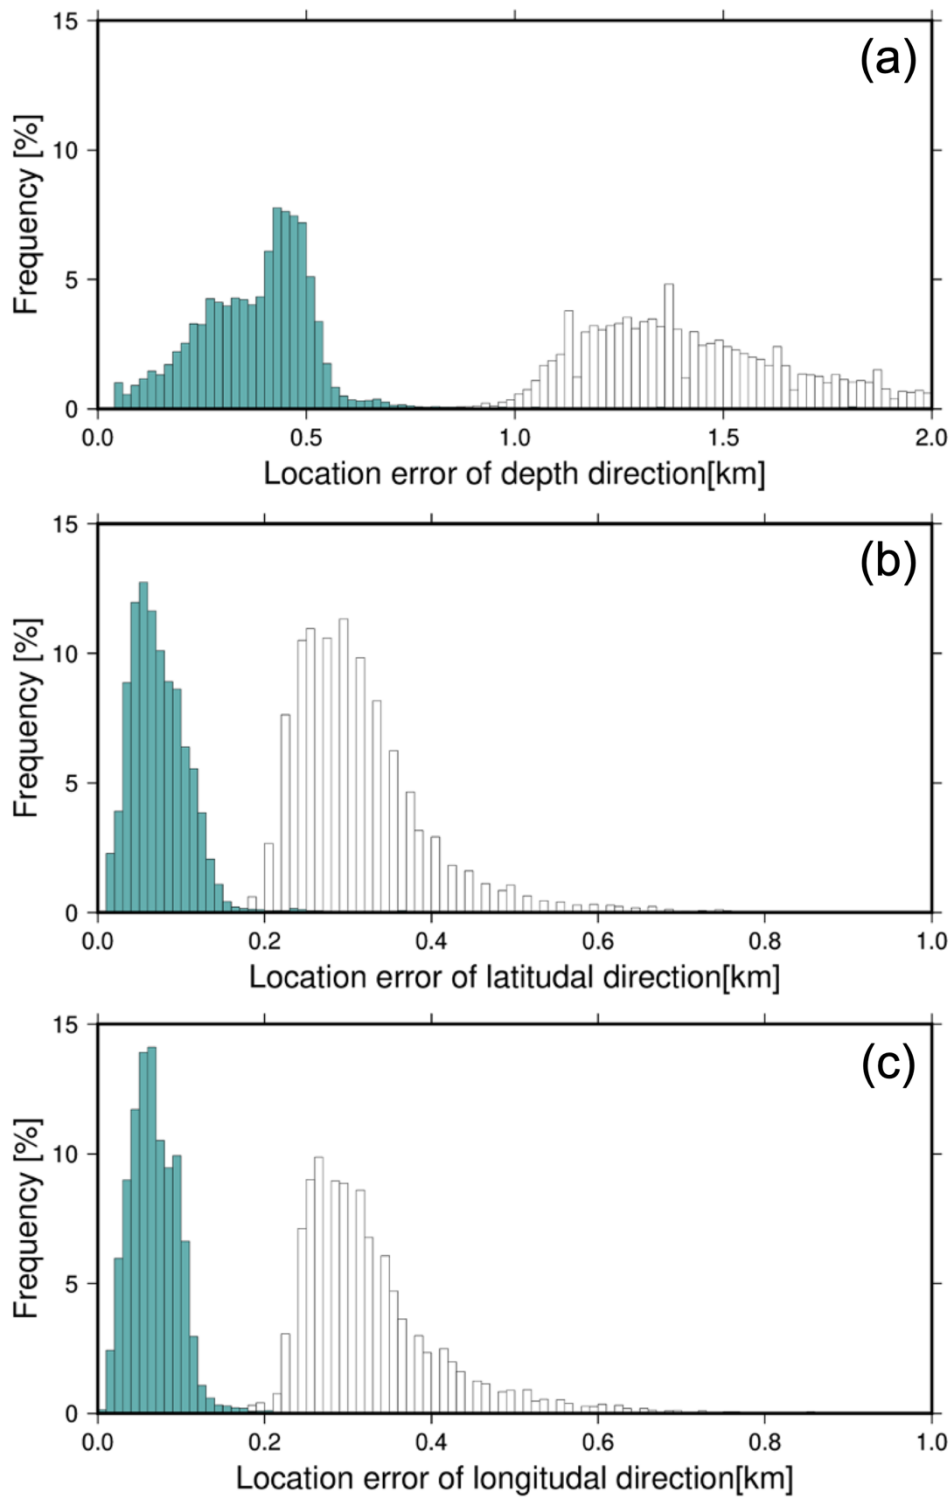 15
(a)
10
Frequency [%]
5
0
0.0 0.5 1.0 1.5 2.0
Location error of depth direction[km]
15
(b)
10
Frequency [%]
5
0
0.0 0.2 0.4 0.6 0.8 1.0
Location error of latitudal direction[km]
15
(c)
10
Frequency [%]
5
0
0.0 0.2 0.4 0.6 0.8 1.0
Location error of longitudal direction[km]